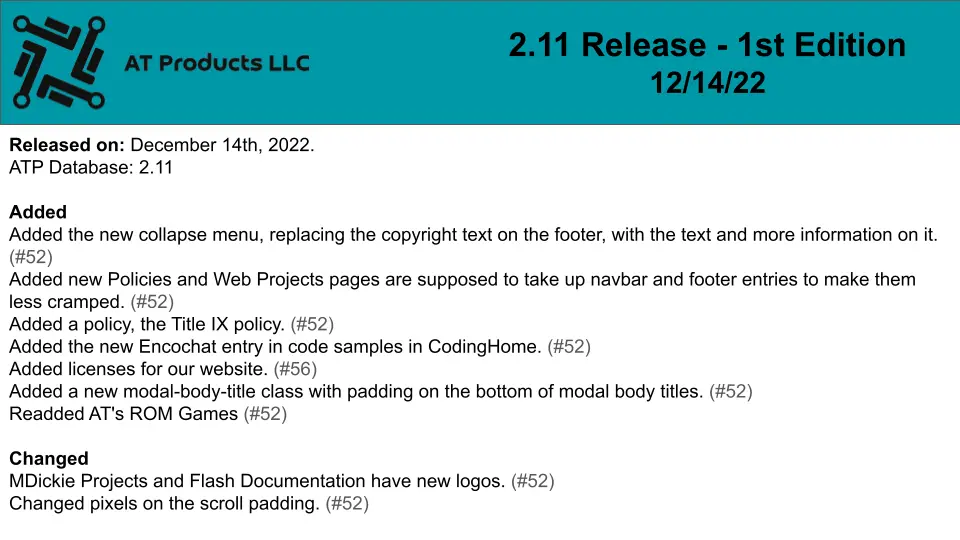 AT Products LLC
2.11 Release - 1st Edition
12/14/22
Released on: December 14th, 2022.
ATP Database: 2.11
Added
Added the new collapse menu, replacing the copyright text on the footer, with the text and more information on it.
(#52)
Added new Policies and Web Projects pages are supposed to take up navbar and footer entries to make them
less cramped. (#52)
Added a policy, the Title IX policy. (#52)
Added the new Encochat entry in code samples in CodingHome. (#52)
Added licenses for our website. (#56)
Added a new modal-body-title class with padding on the bottom of modal body titles. (#52)
Readded AT's ROM Games (#52)
Changed
MDickie Projects and Flash Documentation have new logos. (#52)
Changed pixels on the scroll padding. (#52)